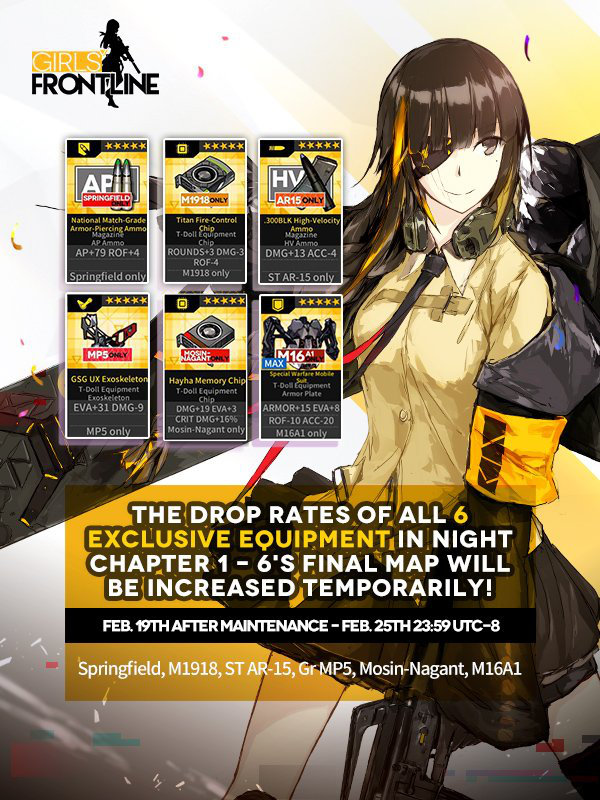 GIRLS'
FRONTLINE
AP
SPRINGFIELD ONLY
National Match-Grade
Armor-Piercing Ammo
Magazine
AP Ammo
AP+79 ROF+4
Springfield only
M1918 ONLY
Titan Fire-Control
Chip
T-Doll Equipment
Chip
ROUNDS+3 DMG-3
ROF-4
M1918 only
HV
AR15 ONLY
.300BLK High-Velocity
Ammo
Magazine
HV Ammo
DMG+13 ACC-4
ST AR-15 only
MP5 ONLY
GSG UX Exoskeleton
T-Doll Equipment
Exoskeleton
EVA+31 DMG-9
MP5 only
MOSIN-
NAGANT ONLY
Hayha Memory Chip
T-Doll Equipment
Chip
DMG+19 EVA+3
CRIT DMG+16%
Mosin-Nagant only
M16A1
ONLY
MAX
Special Warfare Mobile
Suit
T-Doll Equipment
Armor Plate
ARMOR+15 EVA+8
ROF-10 ACC-20
M16A1 only
THE DROP RATES OF ALL 6
EXCLUSIVE EQUIPMENT IN NIGHT
CHAPTER 1 - 6'S FINAL MAP WILL
BE INCREASED TEMPORARILY!
FEB. 19TH AFTER MAINTENANCE - FEB. 25TH 23:59 UTC-8
Springfield, M1918, ST AR-15, Gr MP5, Mosin-Nagant, M16A1